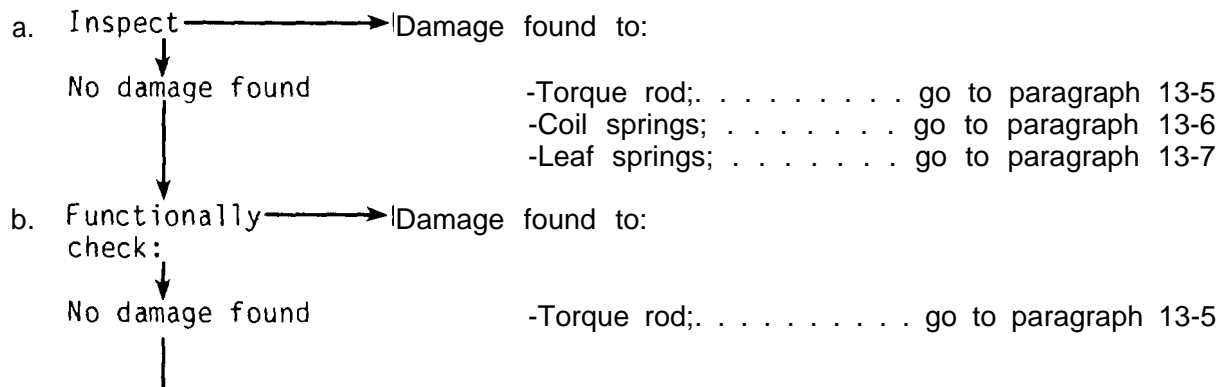 a. Inspect Damage found to:
No damage found -Torque rod;. . . . . . . . . go to paragraph 13-5
-Coil springs; . . . . . . . go to paragraph 13-6
-Leaf springs; . . . . . . . go to paragraph 13-7
b. Functionally Damage found to:
check:
No damage found -Torque rod;. . . . . . . . . . go to paragraph 13-5